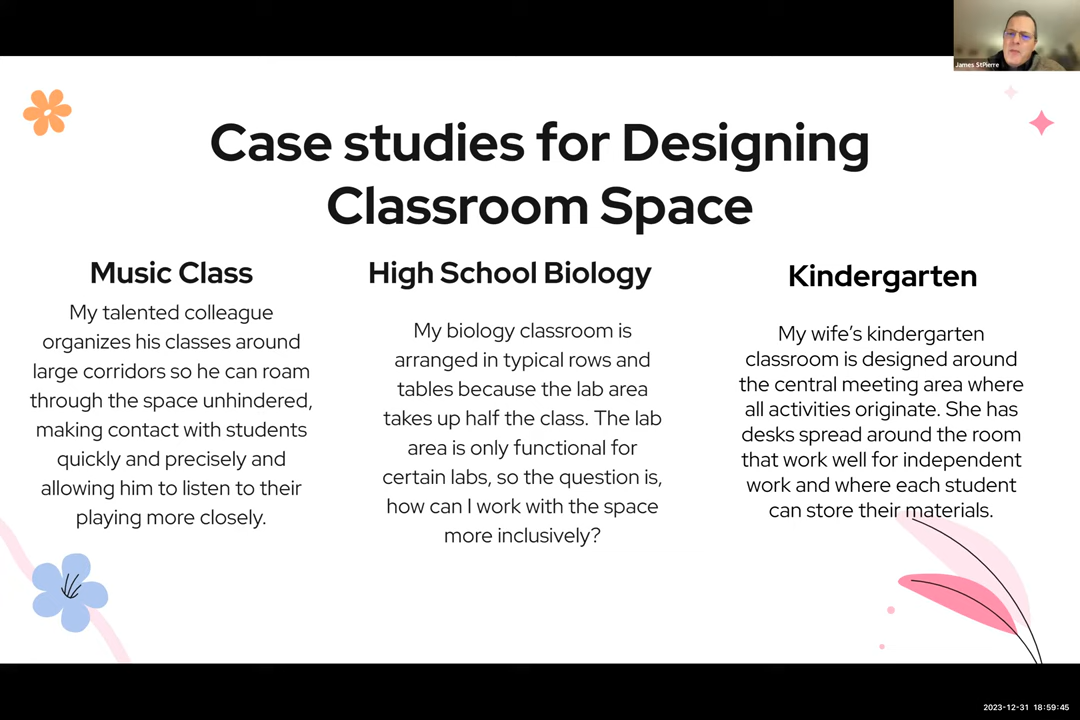 James StPierre
Case studies for Designing
Classroom Space
Music Class
My talented colleague
organizes his classes around
large corridors so he can roam
through the space unhindered,
making contact with students
quickly and precisely and
allowing him to listen to their
playing more closely.
High School Biology
My biology classroom is
arranged in typical rows and
tables because the lab area
takes up half the class. The lab
area is only functional for
certain labs, so the question is,
how can I work with the space
more inclusively?
Kindergarten
My wife’s kindergarten
classroom is designed around
the central meeting area where
all activities originate. She has
desks spread around the room
that work well for independent
work and where each student
can store their materials.
2023-12-31 18:59:45